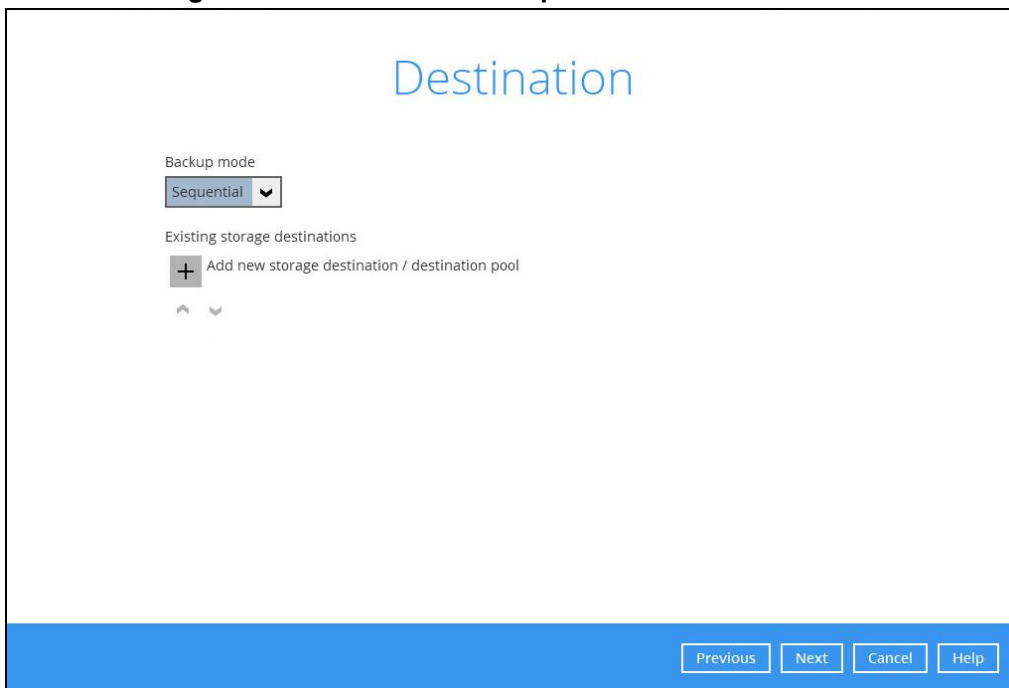 Destination
Backup mode
Sequential
Existing storage destinations
Add new storage destination / destination pool
Previous Next Cancel Help